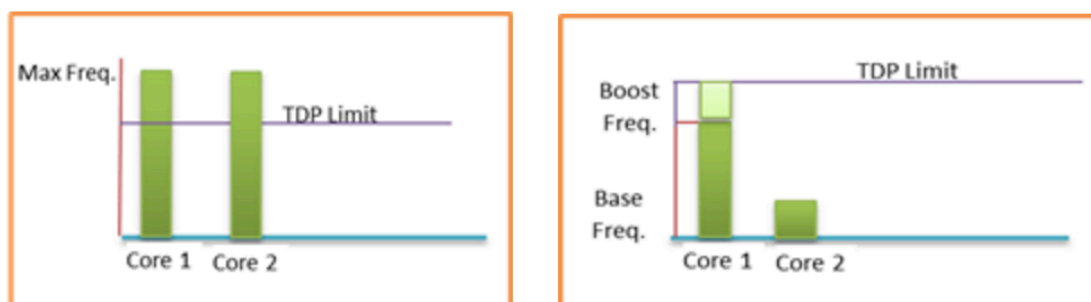 Max Freq.
TDP Limit
Core 1
Core 2
TDP Limit
Boost
Freq.
Base
Freq.
Core 1
Core 2